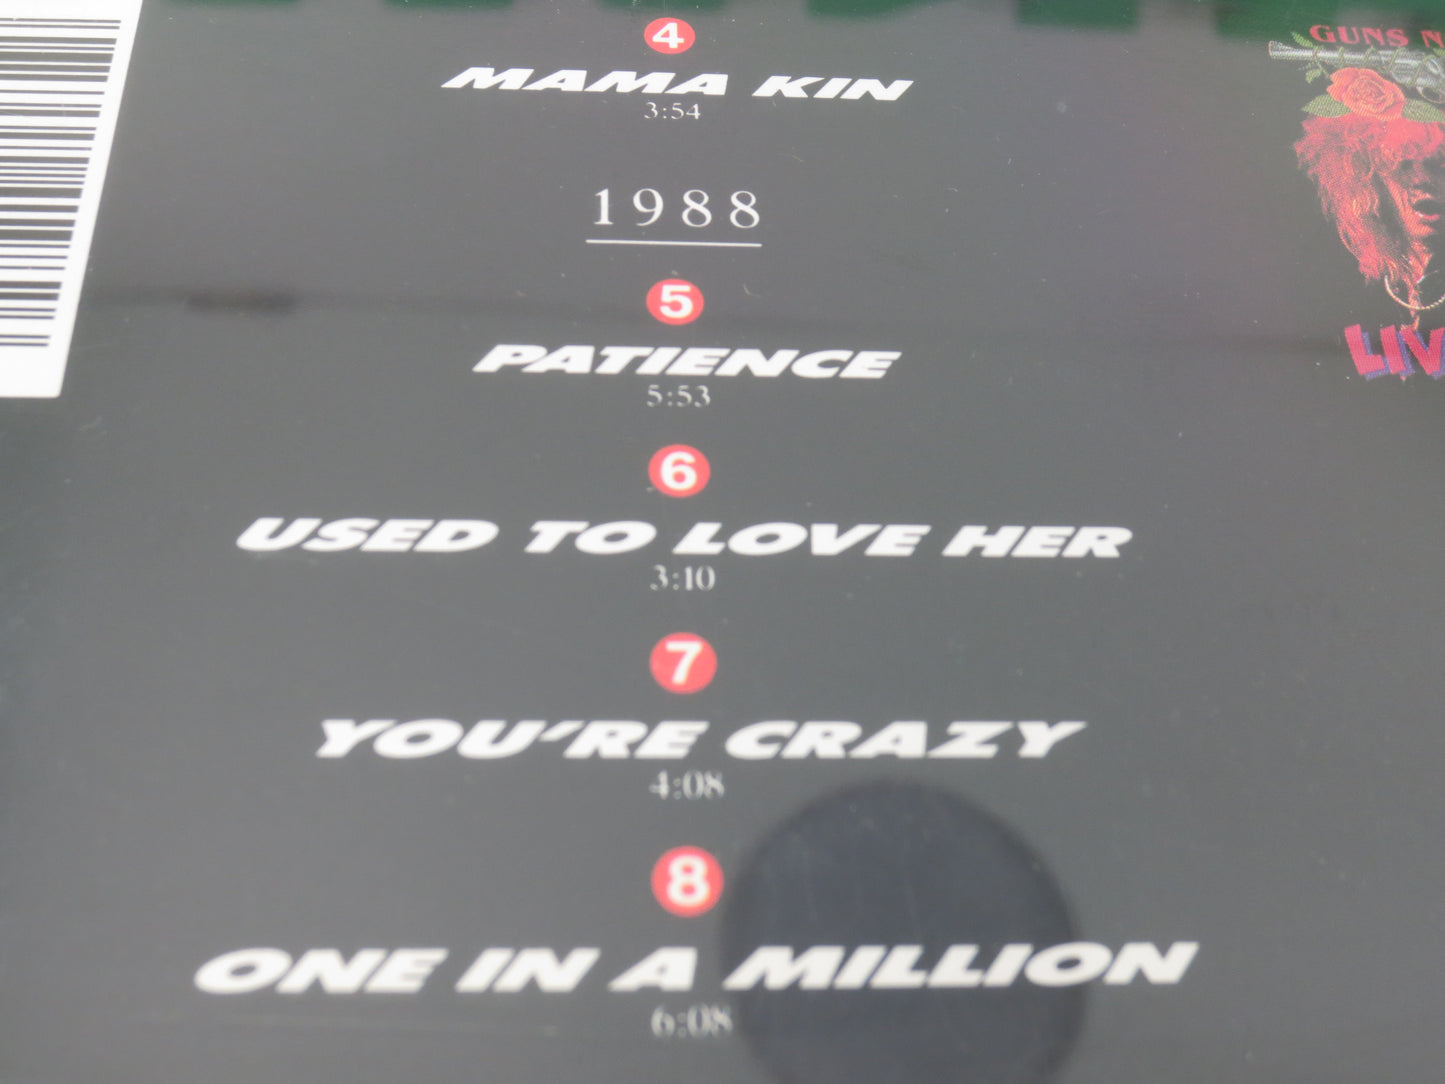 4
MAMA KIN
3:54
GUNS N
1988
5
PATIENCE
5:53
LIV
6
USED TO LOVE HER
3:10
7
YOU'RE CRAZY
4:08
8
ONE IN A MILLION
6:08